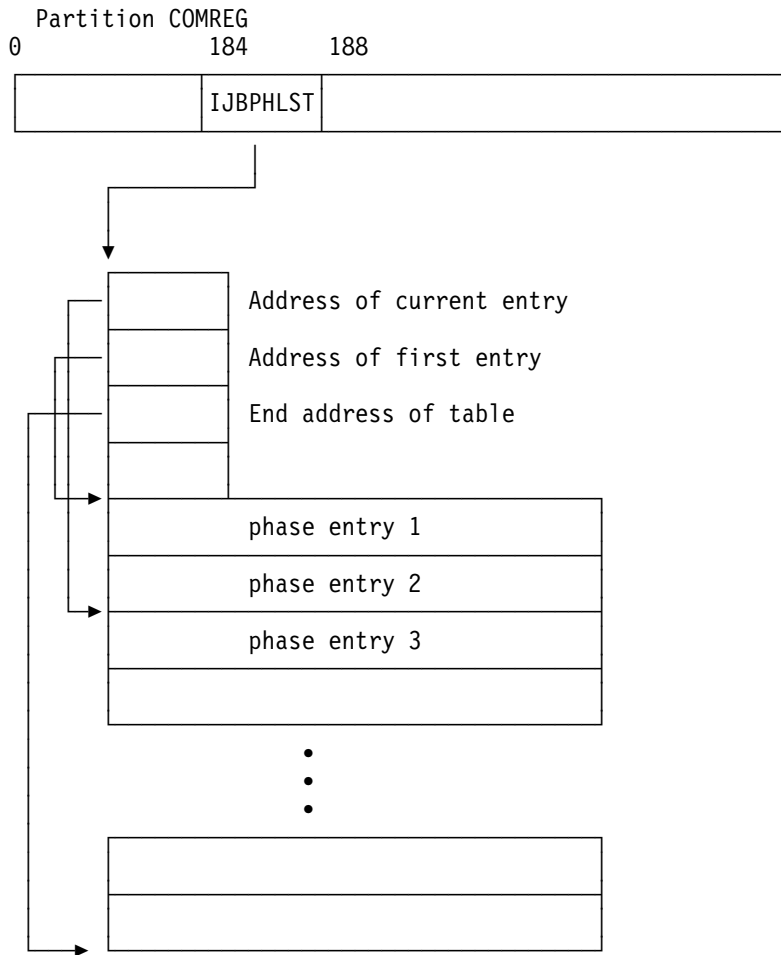 Partition COMREG
0 184 188
IJBPHLST
Address of current entry
Address of first entry
End address of table
phase entry 1
phase entry 2
phase entry 3